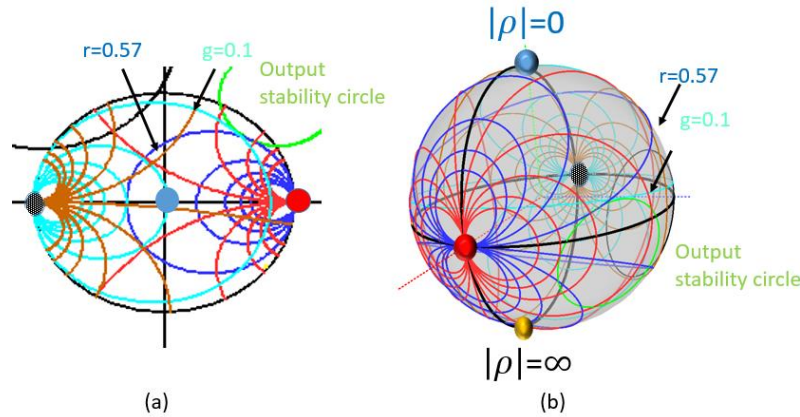 r=0.57
g=0.1
Output
stability circle
(a)
|ρ|=0
r=0.57
g=0.1
Output
stability circle
|ρ|=∞
(b)